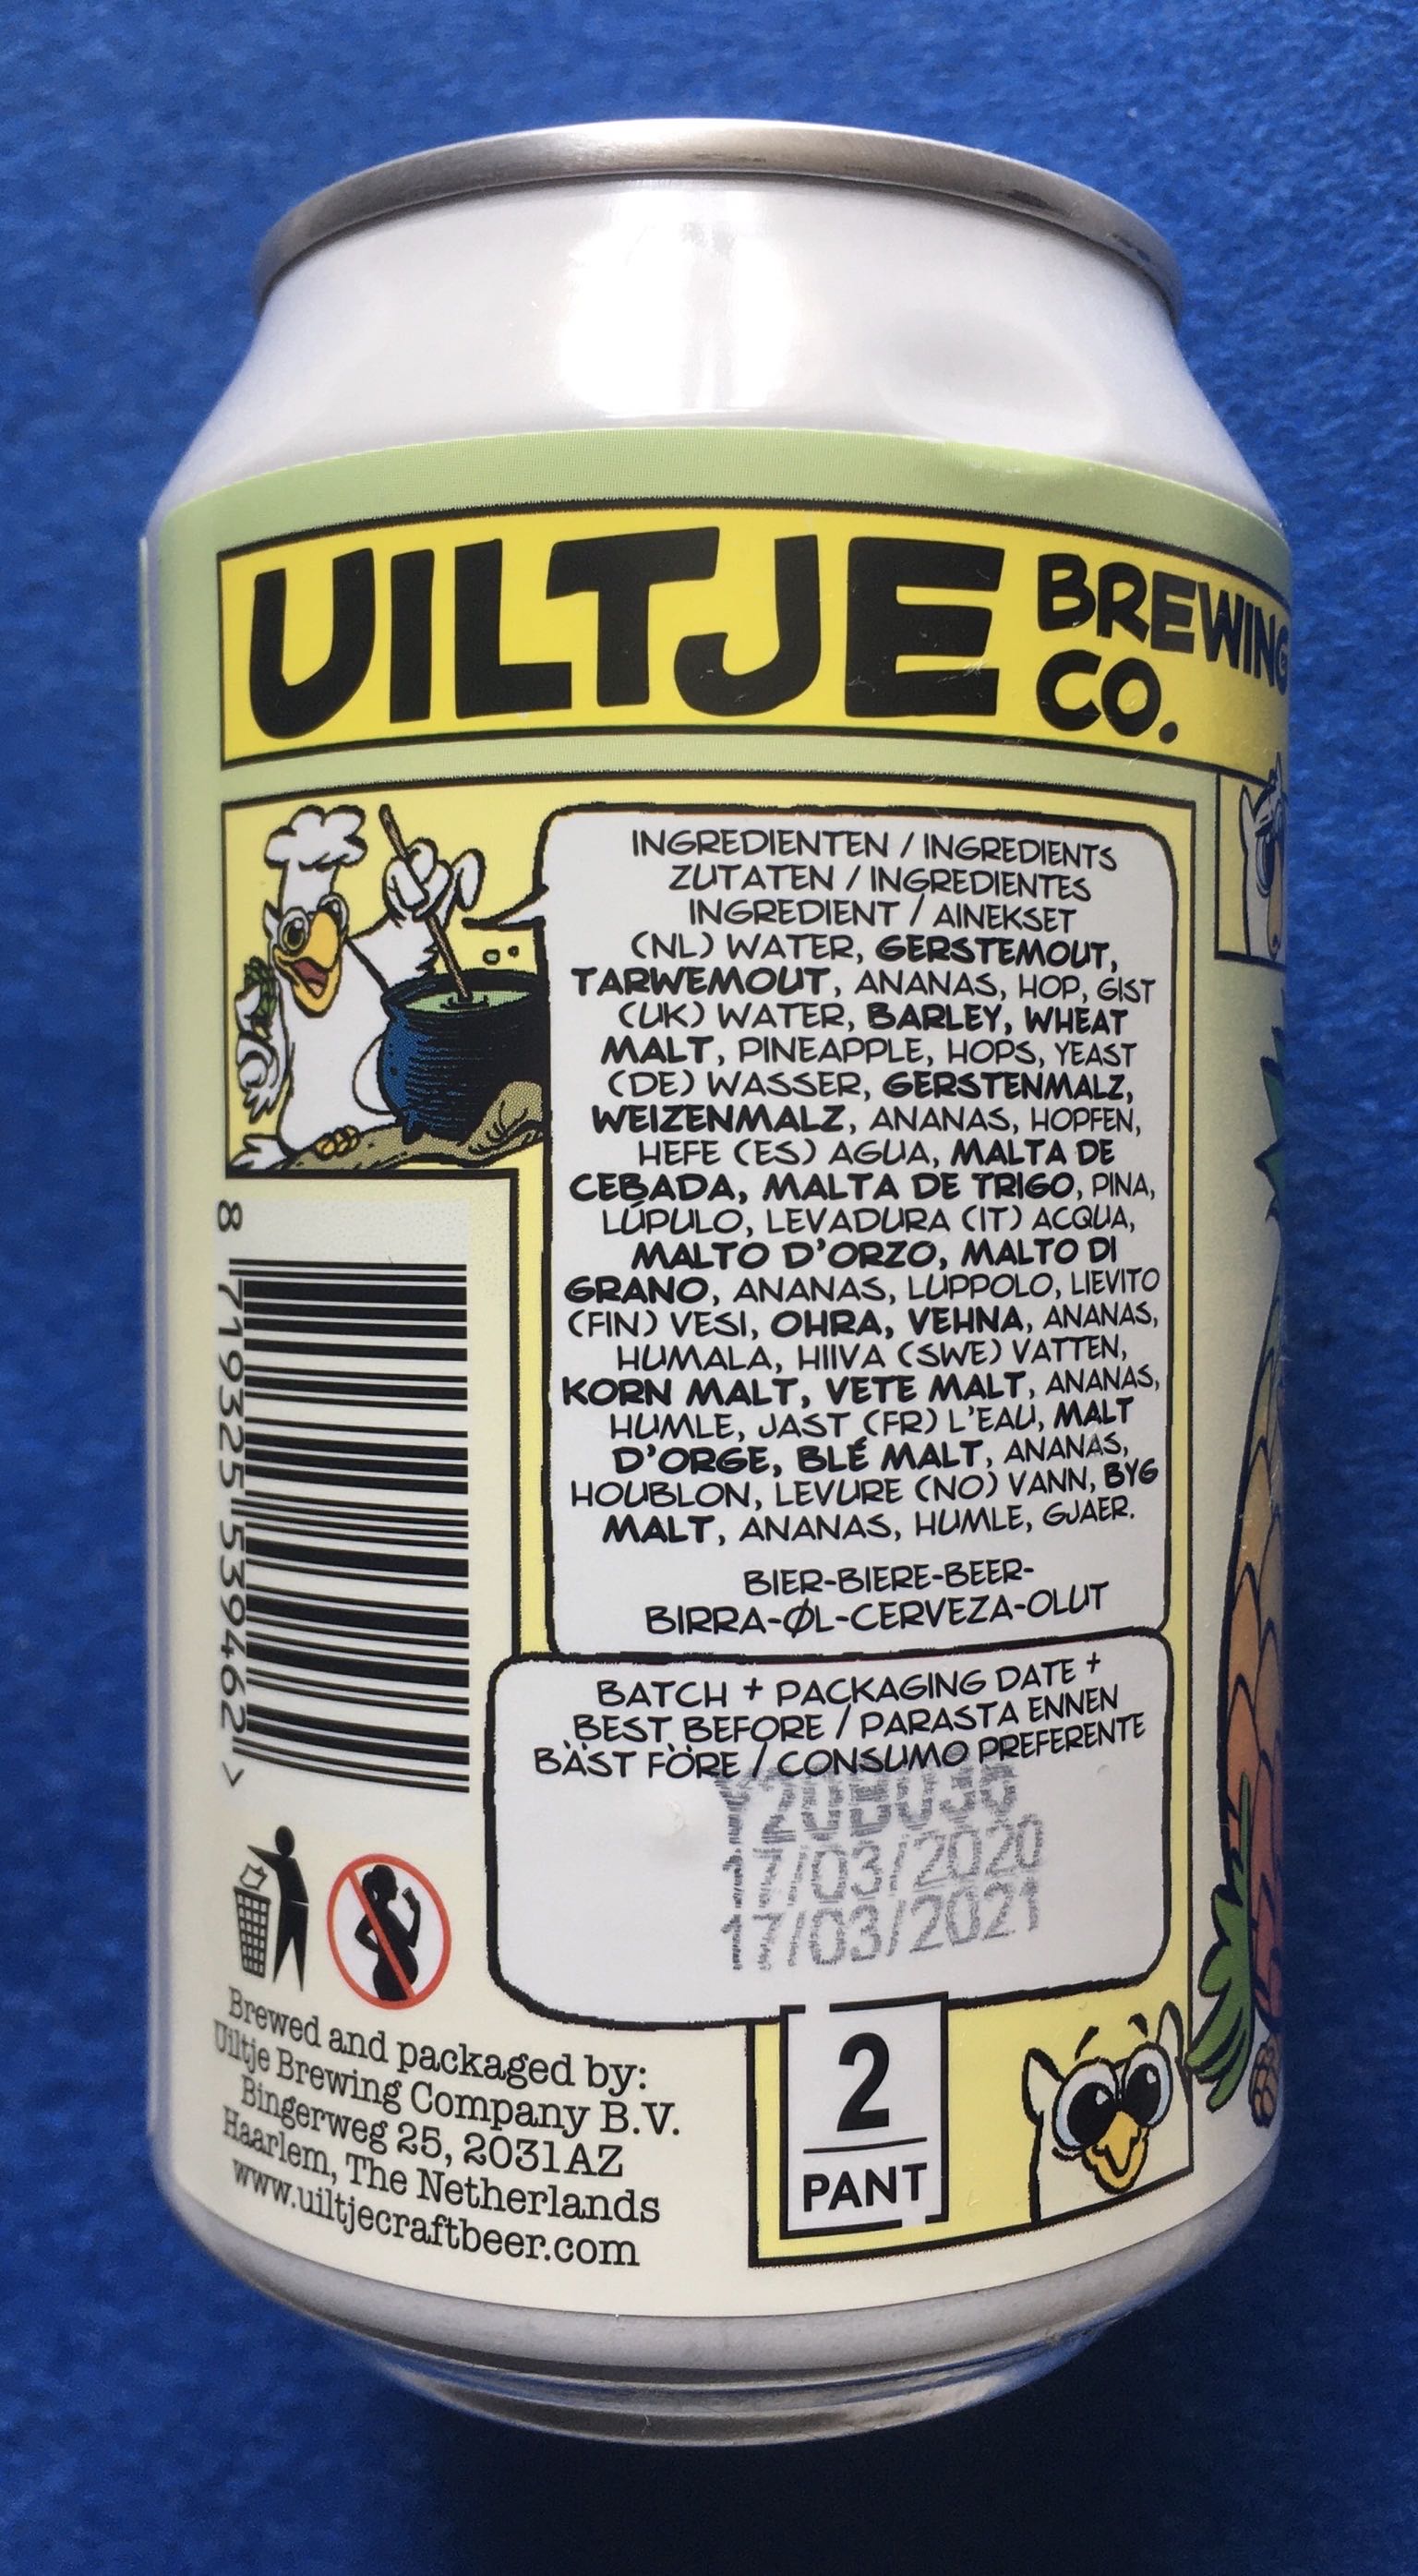 UILTJE BREWING
CO.
INGREDIENTEN / INGREDIENTS
ZUTATEN / INGREDIENTES
INGREDIENT / AINEKSET
(NL) WATER, GERSTEMOUT,
TARWEMOUT, ANANAS, HOP, GIST
(UK) WATER, BARLEY, WHEAT
MALT, PINEAPPLE, HOPS, YEAST
(DE) WASSER, GERSTENMALZ,
WEIZENMALZ, ANANAS, HOPFEN,
HEFE (ES) AGUA, MALTA DE
CEBADA, MALTA DE TRIGO, PINA,
LÚPULO, LEVADURA (IT) ACQUA,
MALTO D'ORZO, MALTO DI
GRANO, ANANAS, LUPPOLO, LIEVITO
(FIN) VESI, OHRA, VEHNA, ANANAS,
HUMALA, HIIVA (SWE) VATTEN,
KORN MALT, VETE MALT, ANANAS,
HUMLE, JAST (FR) L'EAU, MALT
D'ORGE, BLÉ MALT, ANANAS,
HOUBLON, LEVURE (NO) VANN, BYG
MALT, ANANAS, HUMLE, GJAER.
BIER-BIERE-BEER-
BIRRA-ØL-CERVEZA-OLUT
BATCH + PACKAGING DATE +
BEST BEFORE / PARASTA ENNEN
BÄST FÖRE / CONSUMO PREFERENTE
17/03/2020
17/03/2021
8 719325 539462 >
Brewed and packaged by:
Uiltje Brewing Company B.V.
Bingerweg 25, 2031AZ
Haarlem, The Netherlands
www.uiltjecraftbeer.com
2
PANT